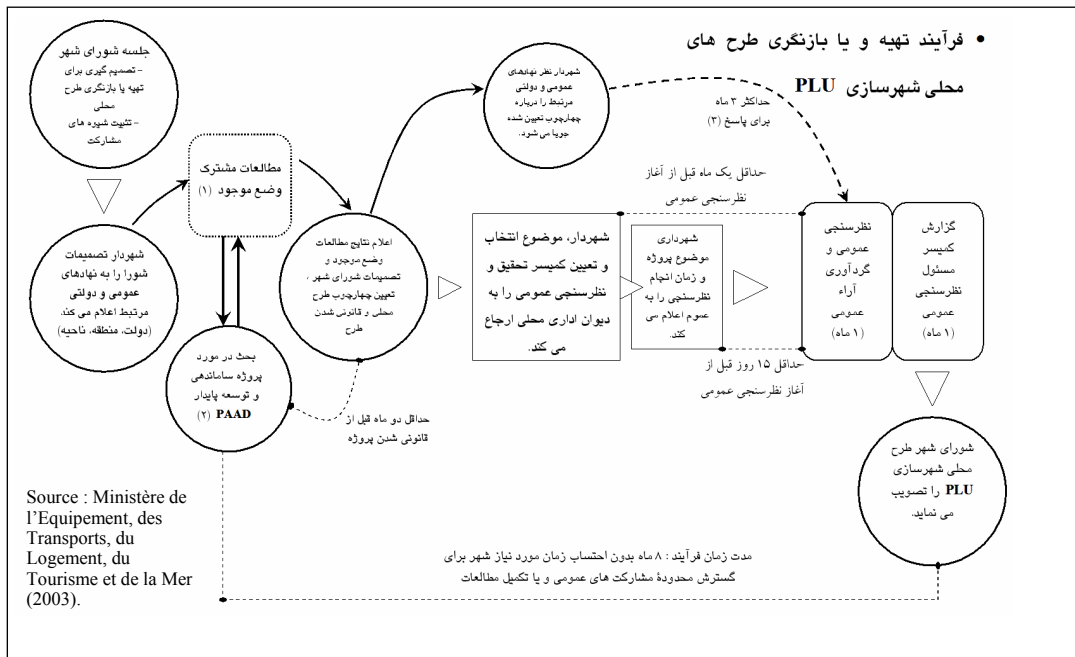 • فرآیند تهیه و یا بازنگری طرح های
محلی شهرسازی PLU
جلسه شورای شهر
- تصمیم گیری برای
تهیه یا بازنگری طرح
محلی
- تثبیت شیره های
مشارکت
شهردار تصمیمات
شورا را به نهادهای
عمومی و دولتی
مرتبط اعلام می کند.
(دولت، منطقه، ناحیه)
مطالعات مشترک
وضع موجود (۱)
بحث در مورد
پروژه ساماندهی
و توسعه پایدار
PAAD (۲)
اعلام نتایج مطالعات
وضع موجود و
تصمیمات شورای شهر ،
تعیین چهارچوب طرح
محلی و قانونی شدن
طرح
حداقل دو ماه قبل از
قانونی شدن پروژه
شهردار نظر نهادهای
عمومی و دولتی
مرتبط را درباره
چهارچوب تعیین شده
جویا می شود.
حداکثر ۳ ماه
برای پاسخ (۳)
شهردار، موضوع انتخاب
و تعیین کمیسر تحقیق و
نظرسنجی عمومی را به
دیوان اداری محلی ارجاع
می کند.
حداقل یک ماه قبل از آغاز
نظرسنجی عمومی
شهرداری
موضوع پروژه
و زمان انجام
نظرسنجی را به
عموم اعلام می
کند.
حداقل ۱۵ روز قبل از
آغاز نظرسنجی عمومی
نظرسنجی
عمومی و
گردآوری
آراء
عمومی
(۱ ماه)
گزارش
کمیسر
مسئول
نظرسنجی
عمومی
(۱ ماه)
شورای شهر طرح
محلی شهرسازی
PLU را تصویب
می نماید.
مدت زمان فرآیند : ۸ ماه بدون احتساب زمان مورد نیاز شهر برای
گسترش محدودهٔ مشارکت های عمومی و یا تکمیل مطالعات
Source : Ministère de
l'Equipement, des
Transports, du
Logement, du
Tourisme et de la Mer
(2003).